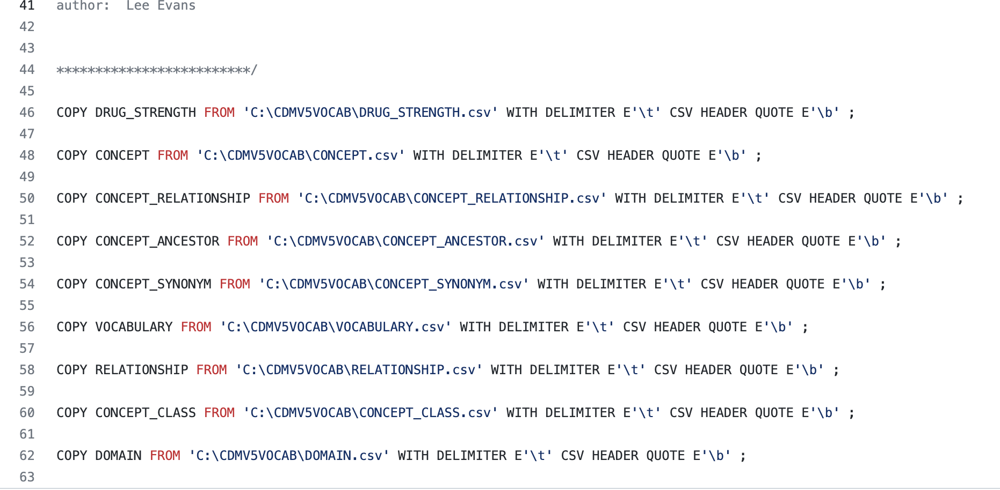 41 author:  Lee Evans
42
43
44 *************************/
45
46 COPY DRUG_STRENGTH FROM 'C:\CDMV5VOCAB\DRUG_STRENGTH.csv' WITH DELIMITER E'\t' CSV HEADER QUOTE E'\b' ;
47
48 COPY CONCEPT FROM 'C:\CDMV5VOCAB\CONCEPT.csv' WITH DELIMITER E'\t' CSV HEADER QUOTE E'\b' ;
49
50 COPY CONCEPT_RELATIONSHIP FROM 'C:\CDMV5VOCAB\CONCEPT_RELATIONSHIP.csv' WITH DELIMITER E'\t' CSV HEADER QUOTE E'\b' ;
51
52 COPY CONCEPT_ANCESTOR FROM 'C:\CDMV5VOCAB\CONCEPT_ANCESTOR.csv' WITH DELIMITER E'\t' CSV HEADER QUOTE E'\b' ;
53
54 COPY CONCEPT_SYNONYM FROM 'C:\CDMV5VOCAB\CONCEPT_SYNONYM.csv' WITH DELIMITER E'\t' CSV HEADER QUOTE E'\b' ;
55
56 COPY VOCABULARY FROM 'C:\CDMV5VOCAB\VOCABULARY.csv' WITH DELIMITER E'\t' CSV HEADER QUOTE E'\b' ;
57
58 COPY RELATIONSHIP FROM 'C:\CDMV5VOCAB\RELATIONSHIP.csv' WITH DELIMITER E'\t' CSV HEADER QUOTE E'\b' ;
59
60 COPY CONCEPT_CLASS FROM 'C:\CDMV5VOCAB\CONCEPT_CLASS.csv' WITH DELIMITER E'\t' CSV HEADER QUOTE E'\b' ;
61
62 COPY DOMAIN FROM 'C:\CDMV5VOCAB\DOMAIN.csv' WITH DELIMITER E'\t' CSV HEADER QUOTE E'\b' ;
63